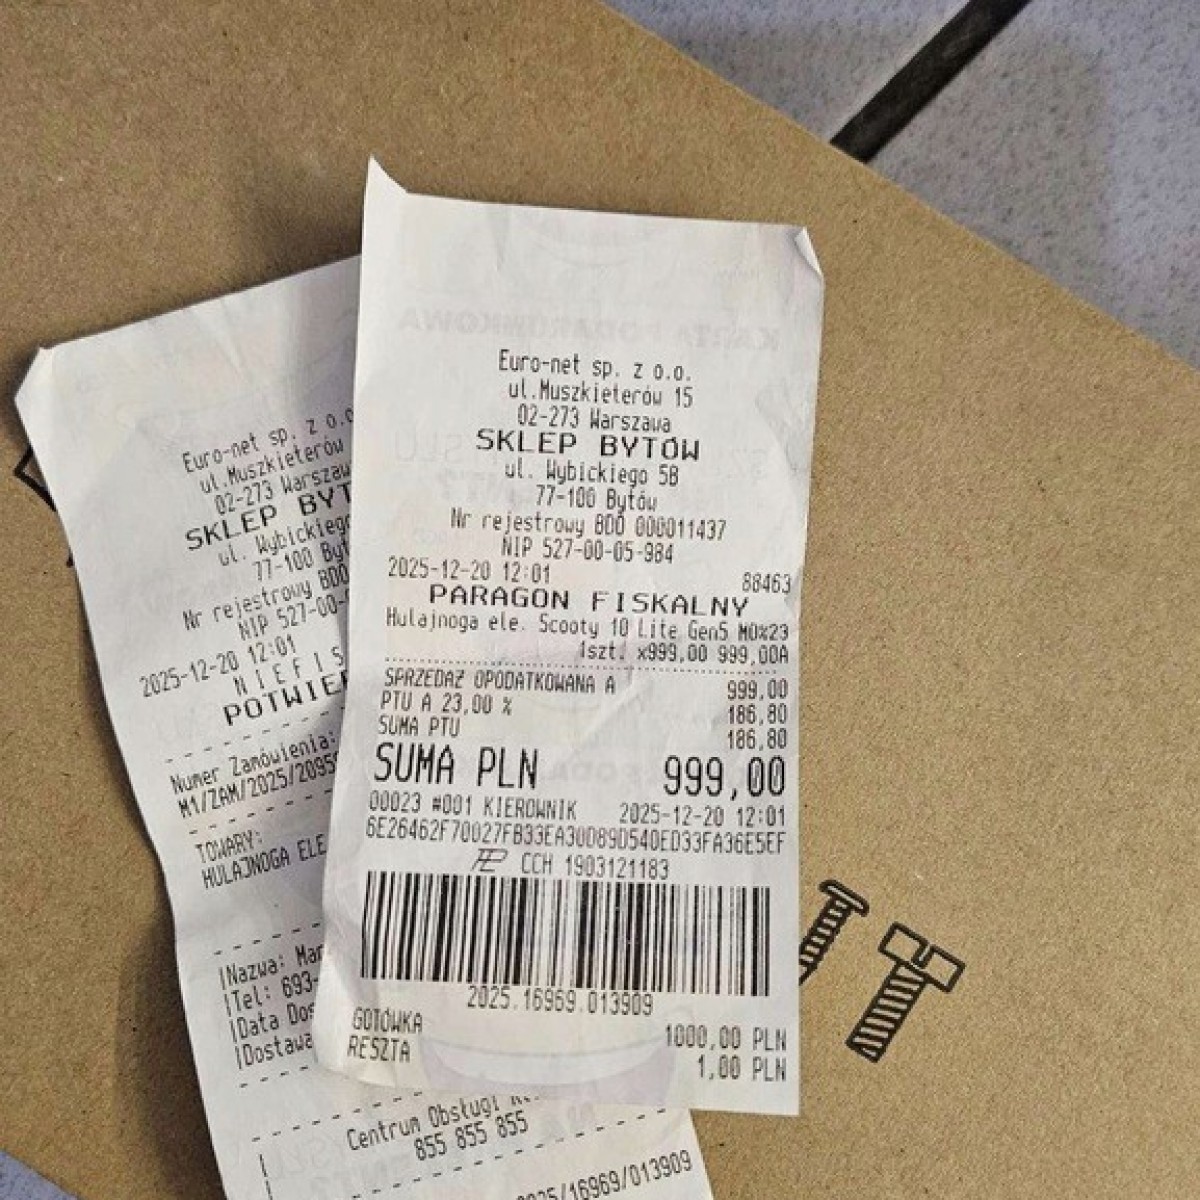 Euro-net sp. z o.o.
ul.Muszkieterów 15
02-273 Warszawa
SKLEP BYTÓW
ul. Wybickiego 5B
77-100 Bytów
Nr rejestrowy BDO 000011437
NIP 527-00-05-984
2025-12-20 12:01 88463
PARAGON FISKALNY
Hulajnoga ele. Scooty 10 Lite Gen5 M0%23
1szt. x999,00 999,00A
SPRZEDAŻ OPODATKOWANA A 999,00
PTU A 23,00 % 186,80
SUMA PTU 186,80
SUMA PLN 999,00
00023 #001 KIEROWNIK 2025-12-20 12:01
6E26462F70027FB33EA30D89D540ED33FA36E5EF
CCH 1903121183
2025.16969.013909
GOTÓWKA 1000,00 PLN
RESZTA 1,00 PLN
Euro-net sp. z o.o
ul.Muszkieterów
02-273 Warszaw
SKLEP BYT
ul. Wybickieg
77-100 Byt
Nr rejestrowy BDO
NIP 527-00-
2025-12-20 12:01
N I E F I S
POTWIER
Numer Zamówienia:
M1/ZAM/2025/2095
TOWARY:
HULAJNOGA ELE
|Nazwa: Mar
|Tel: 693-
|Data Dos
|Dostawa
Centrum Obsługi
855 855 855
025/16969/013909